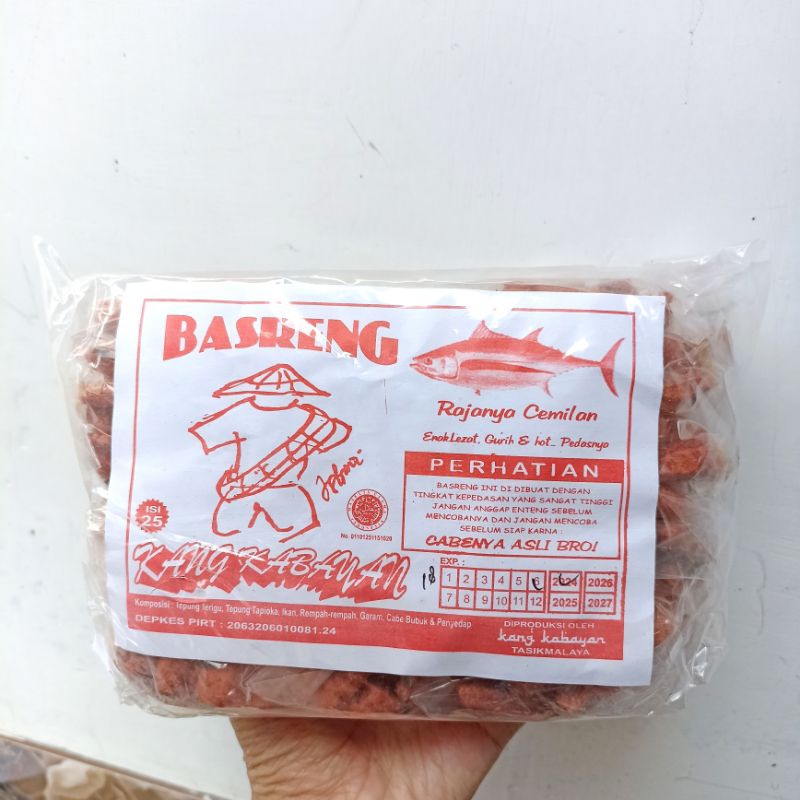 BASRENG
Rajanya Cemilan
Enak Lezat, Gurih & hot... Pedasnya
PERHATIAN
BASRENG INI DI DIBUAT DENGAN
TINGKAT KEPEDASAN YANG SANGAT TINGGI
JANGAN ANGGAP ENTENG SEBELUM
MENCOBANYA DAN JANGAN MENCOBA
SEBELUM SIAP KARNA :
CABENYA ASLI BRO!
ISI
25
KANG KABAYAN
EXP. :
18
1 2 3 4 5 6 2024 2026
7 8 9 10 11 12 2025 2027
Komposisi : Tepung Terigu, Tepung Tapioka, Ikan, Rempah-rempah, Garam, Cabe Bubuk & Penyedap
DEPKES PIRT : 2063206010081.24
DIPRODUKSI OLEH
kang kabayan
TASIKMALAYA